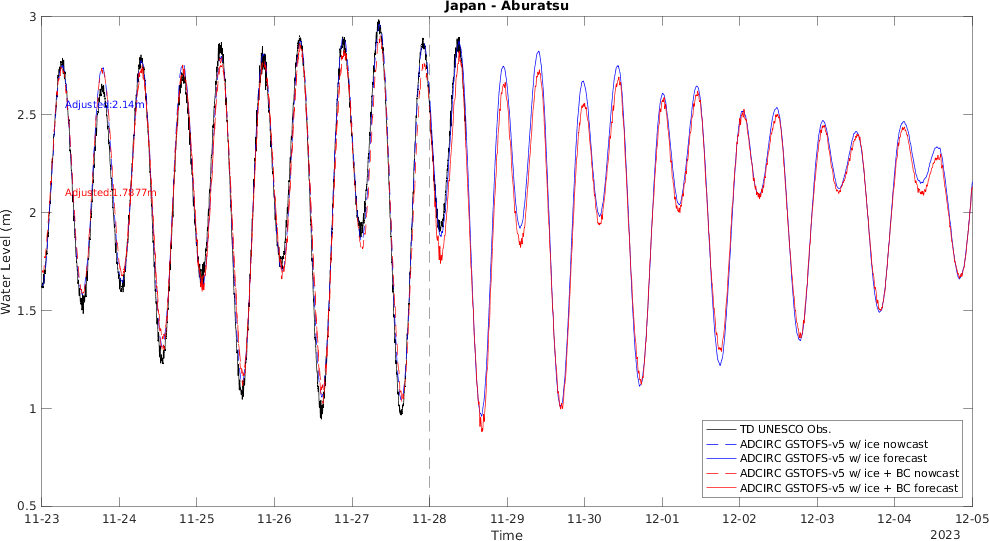 Japan - Aburatsu
3
2.5
2
1.5
1
0.5
Water Level (m)
Adjusted:2.14m
Adjusted:1.7877m
TD UNESCO Obs.
ADCIRC GSTOFS-v5 w/ ice nowcast
ADCIRC GSTOFS-v5 w/ ice forecast
ADCIRC GSTOFS-v5 w/ ice + BC nowcast
ADCIRC GSTOFS-v5 w/ ice + BC forecast
11-23 11-24 11-25 11-26 11-27 11-28 11-29 11-30 12-01 12-02 12-03 12-04 12-05
Time
2023